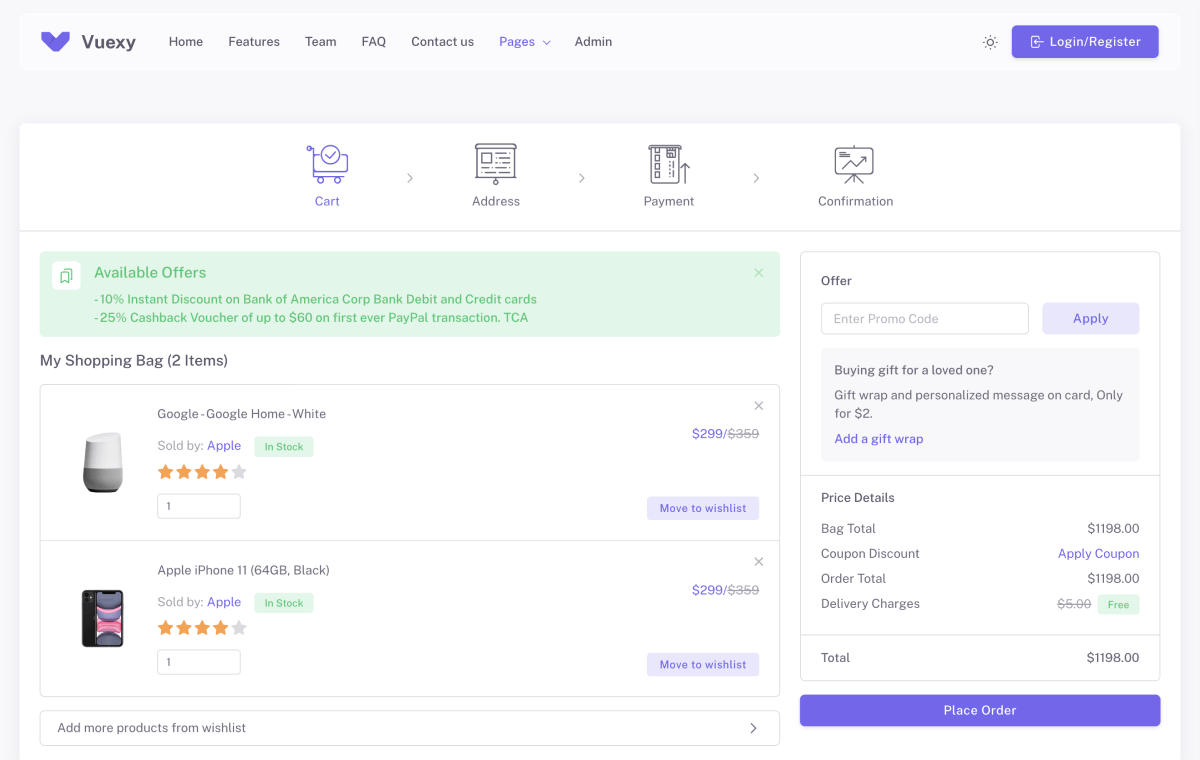 Vuexy
Home
Features
Team
FAQ
Contact us
Pages
Admin
Login/Register
Cart
Address
Payment
Confirmation
Available Offers
- 10% Instant Discount on Bank of America Corp Bank Debit and Credit cards
- 25% Cashback Voucher of up to $60 on first ever PayPal transaction. TCA
My Shopping Bag (2 Items)
Google - Google Home - White
Sold by: Apple
In Stock
1
$299/$359
Move to wishlist
Apple iPhone 11 (64GB, Black)
Sold by: Apple
In Stock
1
$299/$359
Move to wishlist
Add more products from wishlist
Offer
Enter Promo Code
Apply
Buying gift for a loved one?
Gift wrap and personalized message on card, Only
for $2.
Add a gift wrap
Price Details
Bag Total $1198.00
Coupon Discount Apply Coupon
Order Total $1198.00
Delivery Charges $5.00 Free
Total $1198.00
Place Order